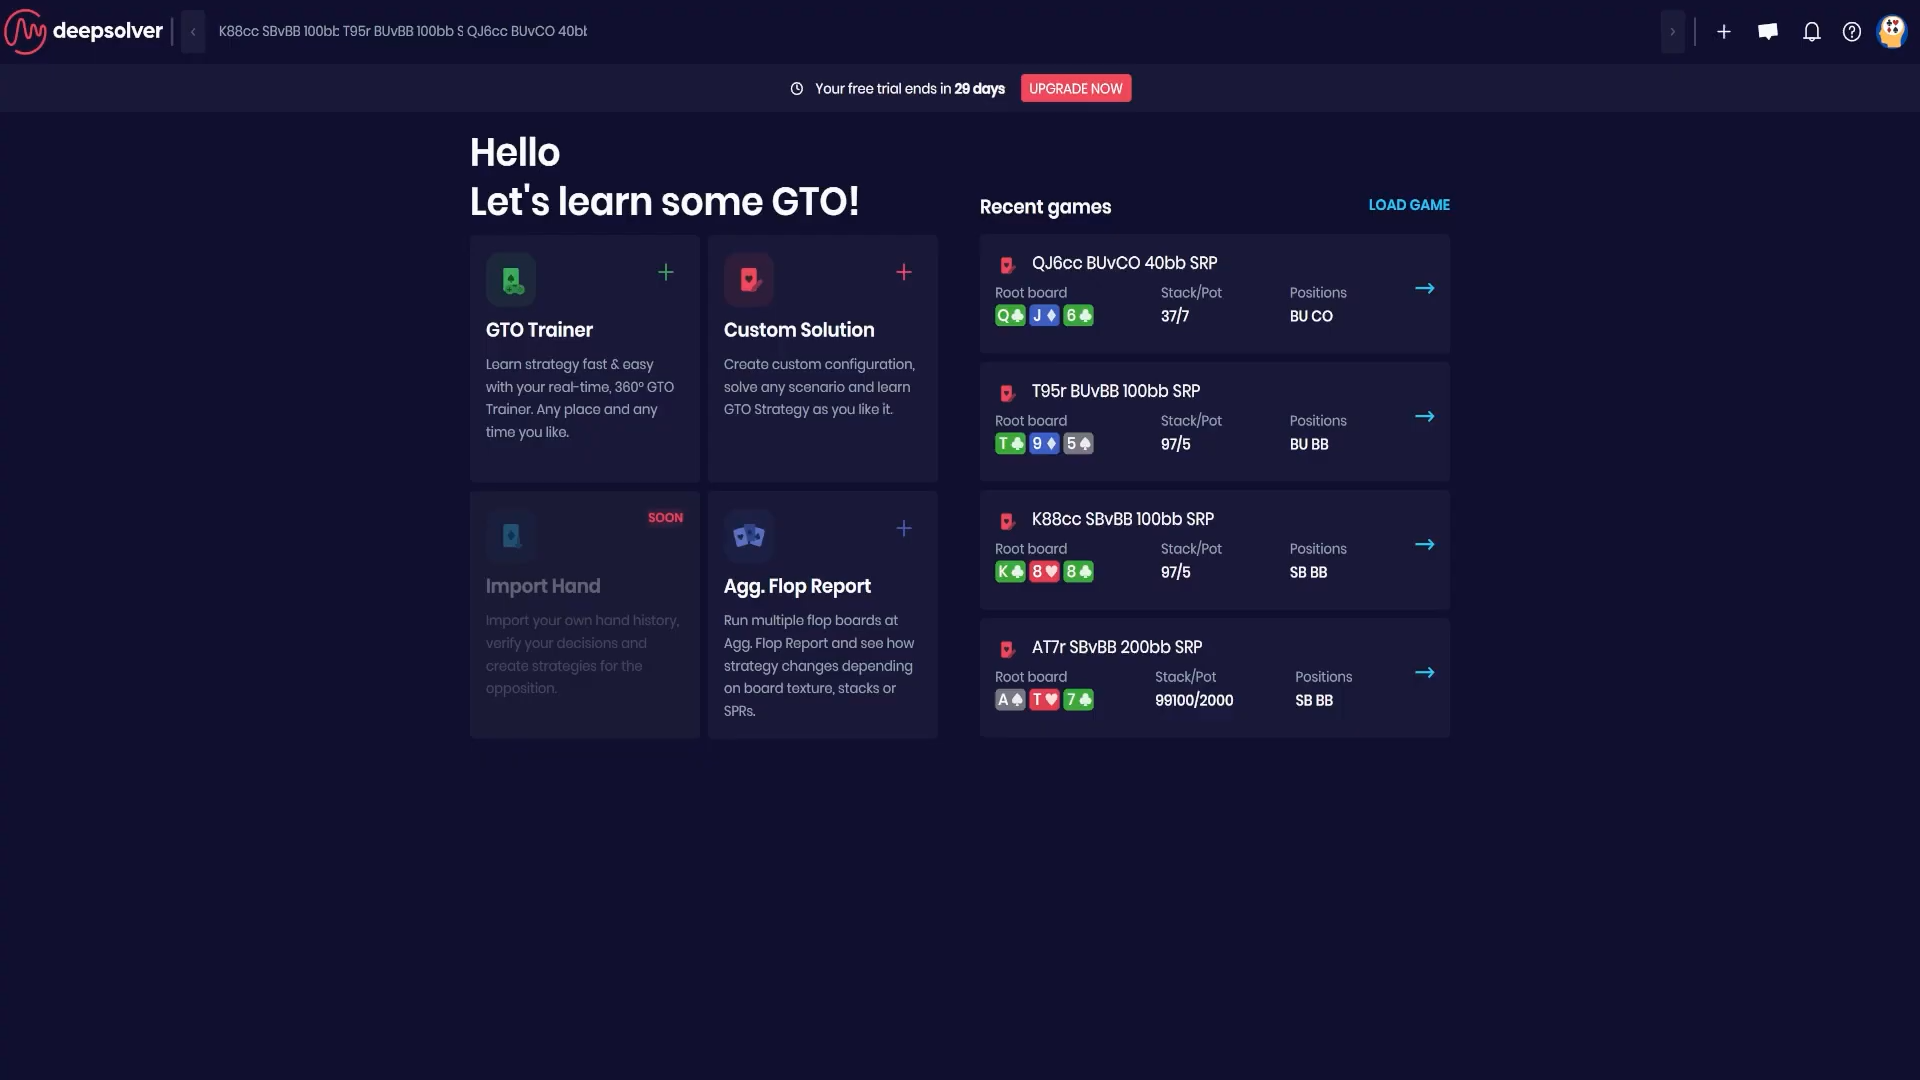 deepsolver
K88cc SBvBB 100bb T95r BUvBB 100bb S QJ6cc BUvCO 40bb
Your free trial ends in 29 days UPGRADE NOW
Hello
Let's learn some GTO!
GTO Trainer
Learn strategy fast & easy
with your real-time, 360º GTO
Trainer. Any place and any
time you like.
Custom Solution
Create custom configuration,
solve any scenario and learn
GTO Strategy as you like it.
SOON
Import Hand
Import your own hand history,
verify your decisions and
create strategies for the
opposition.
Agg. Flop Report
Run multiple flop boards at
Agg. Flop Report and see how
strategy changes depending
on board texture, stacks or
SPRs.
Recent games LOAD GAME
QJ6cc BUvCO 40bb SRP
Root board Stack/Pot Positions
Q♣ J♦ 6♣ 37/7 BU CO
T95r BUvBB 100bb SRP
Root board Stack/Pot Positions
T♣ 9♦ 5♠ 97/5 BU BB
K88cc SBvBB 100bb SRP
Root board Stack/Pot Positions
K♣ 8♥ 8♣ 97/5 SB BB
AT7r SBvBB 200bb SRP
Root board Stack/Pot Positions
A♠ T♥ 7♣ 99100/2000 SB BB